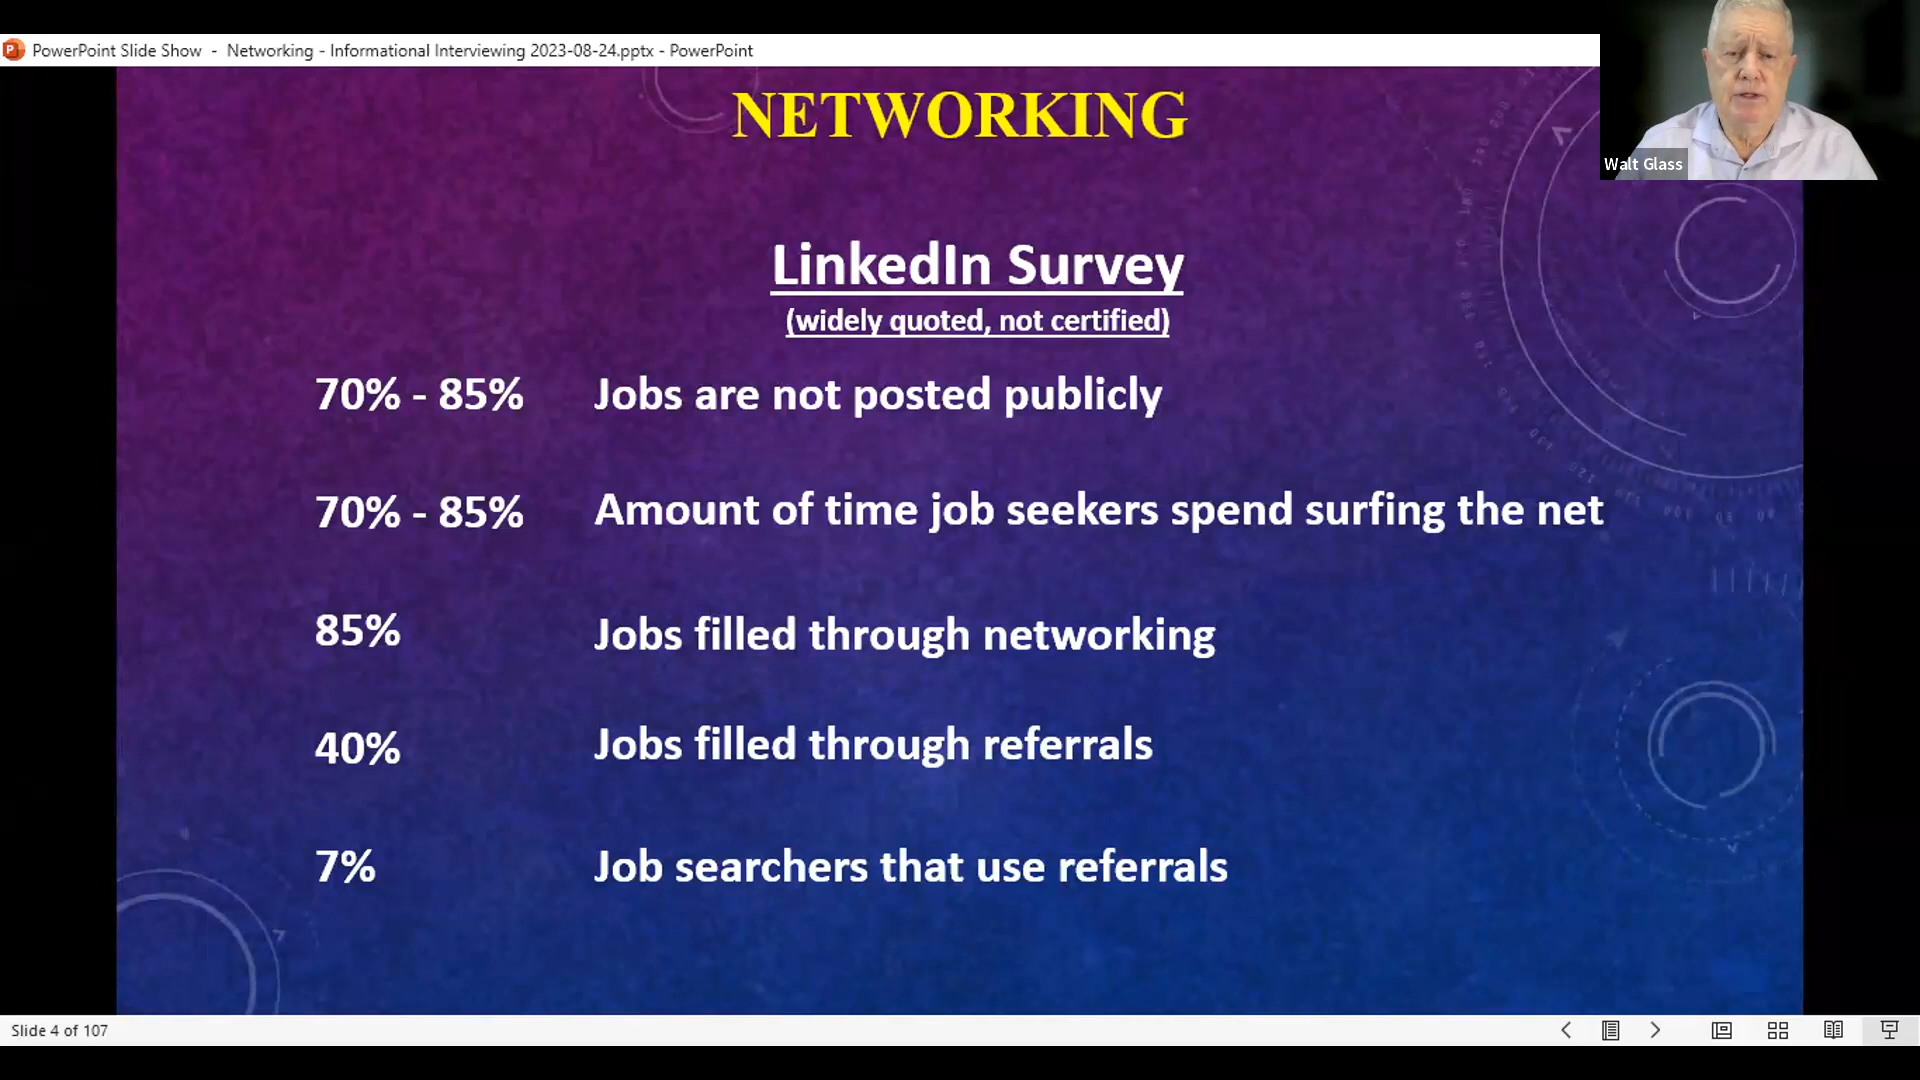 PowerPoint Slide Show - Networking - Informational Interviewing 2023-08-24.pptx - PowerPoint
Walt Glass
NETWORKING
LinkedIn Survey
(widely quoted, not certified)
70% - 85% Jobs are not posted publicly
70% - 85% Amount of time job seekers spend surfing the net
85% Jobs filled through networking
40% Jobs filled through referrals
7% Job searchers that use referrals
Slide 4 of 107